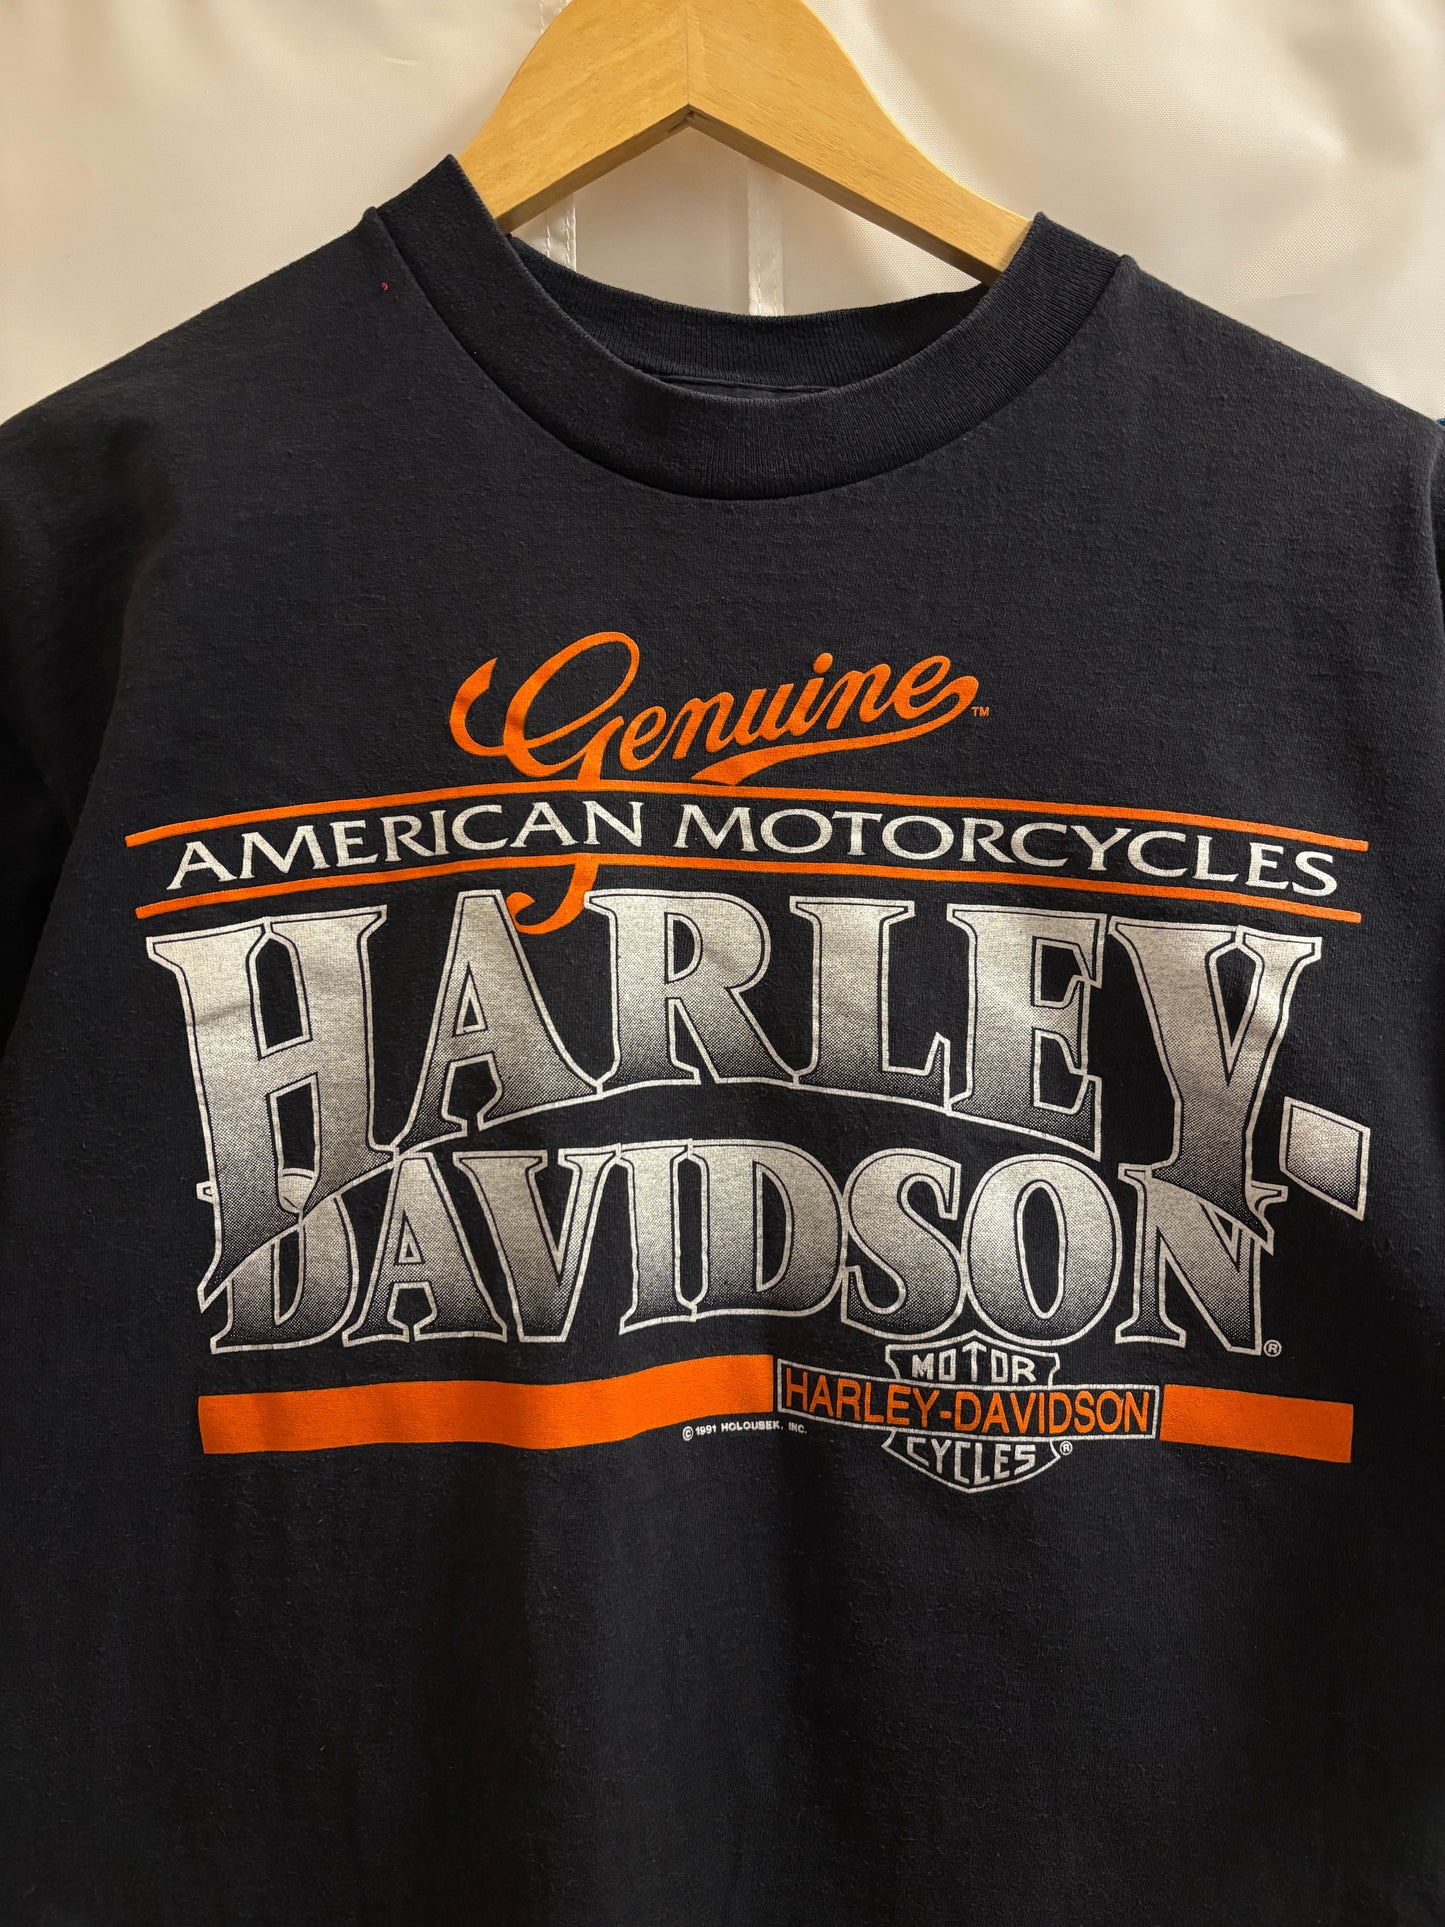 Genuine™
AMERICAN MOTORCYCLES
HARLEY-
DAVIDSON®
MOTOR
HARLEY-DAVIDSON
CYCLES®
© 1991 HOLOUBEK, INC.